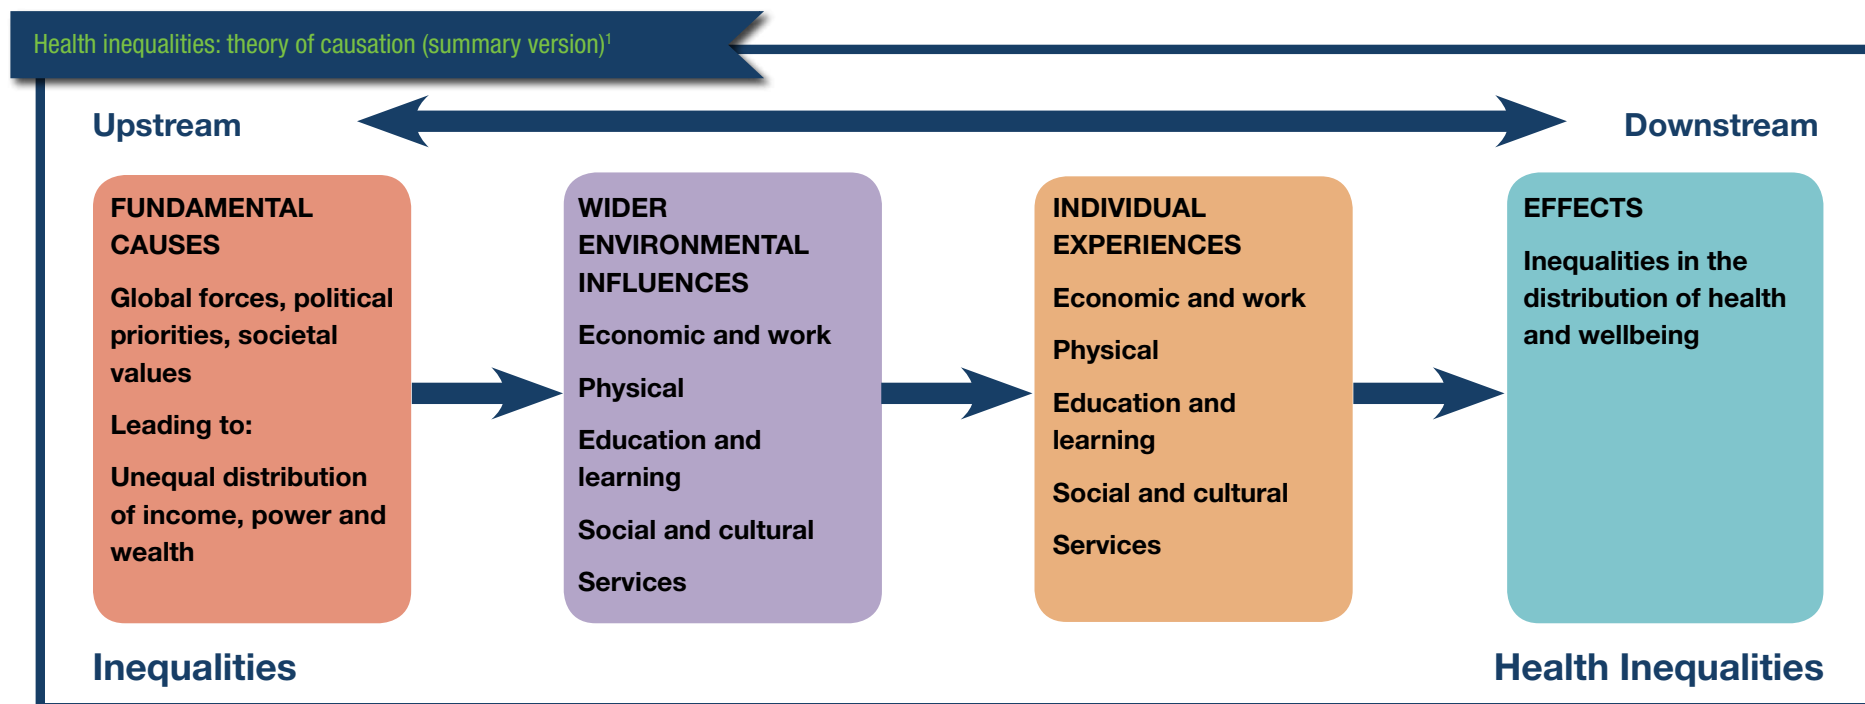 Health inequalities: theory of causation (summary version)¹
Upstream
Downstream
FUNDAMENTAL
CAUSES
Global forces, political
priorities, societal
values
Leading to:
Unequal distribution
of income, power and
wealth
WIDER
ENVIRONMENTAL
INFLUENCES
Economic and work
Physical
Education and
learning
Social and cultural
Services
INDIVIDUAL
EXPERIENCES
Economic and work
Physical
Education and
learning
Social and cultural
Services
EFFECTS
Inequalities in the
distribution of health
and wellbeing
Inequalities
Health Inequalities